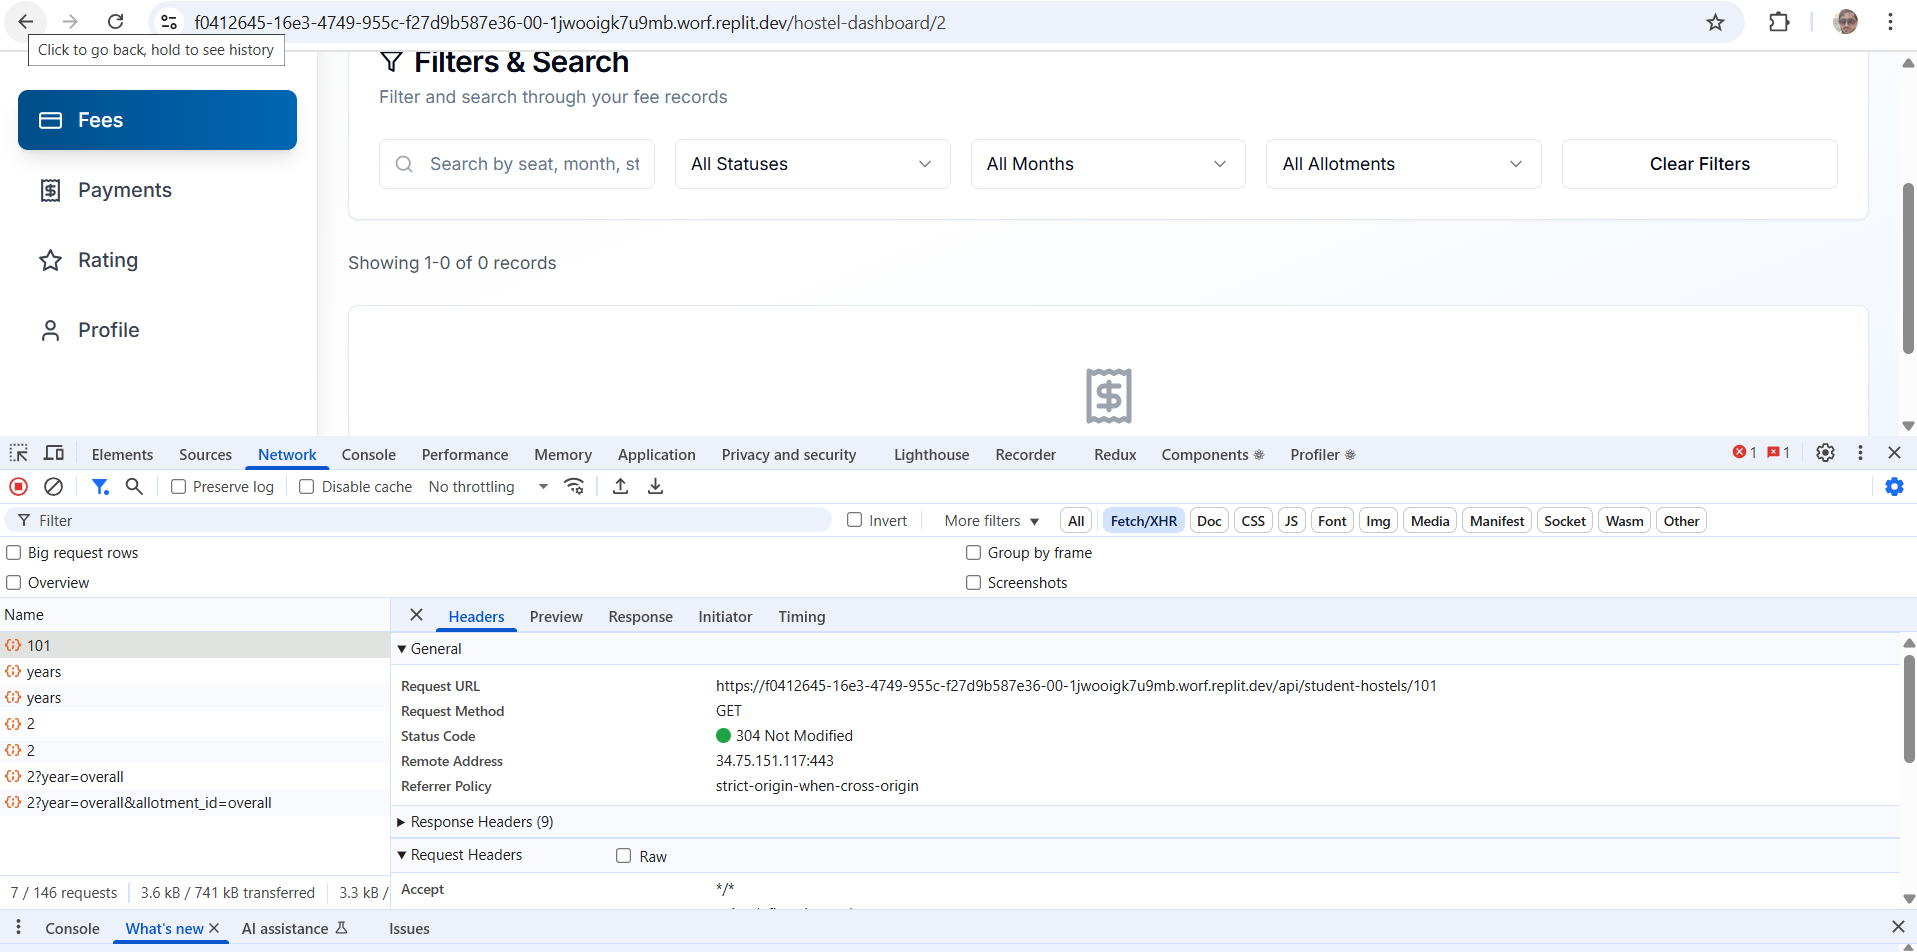 f0412645-16e3-4749-955c-f27d9b587e36-00-1jwooigk7u9mb.worf.replit.dev/hostel-dashboard/2
Click to go back, hold to see history
Filters & Search
Filter and search through your fee records
Fees
Payments
Rating
Profile
Search by seat, month, st
All Statuses
All Months
All Allotments
Clear Filters
Showing 1-0 of 0 records
Elements
Sources
Network
Console
Performance
Memory
Application
Privacy and security
Lighthouse
Recorder
Redux
Components
Profiler
1
1
Preserve log
Disable cache
No throttling
Filter
Invert
More filters
All
Fetch/XHR
Doc
CSS
JS
Font
Img
Media
Manifest
Socket
Wasm
Other
Big request rows
Group by frame
Overview
Screenshots
Name
101
years
years
2
2
2?year=overall
2?year=overall&allotment_id=overall
Headers
Preview
Response
Initiator
Timing
General
Request URL
https://f0412645-16e3-4749-955c-f27d9b587e36-00-1jwooigk7u9mb.worf.replit.dev/api/student-hostels/101
Request Method
GET
Status Code
304 Not Modified
Remote Address
34.75.151.117:443
Referrer Policy
strict-origin-when-cross-origin
Response Headers (9)
Request Headers
Raw
Accept
*/*
7 / 146 requests
3.6 kB / 741 kB transferred
3.3 kB /
Console
What's new
AI assistance
Issues